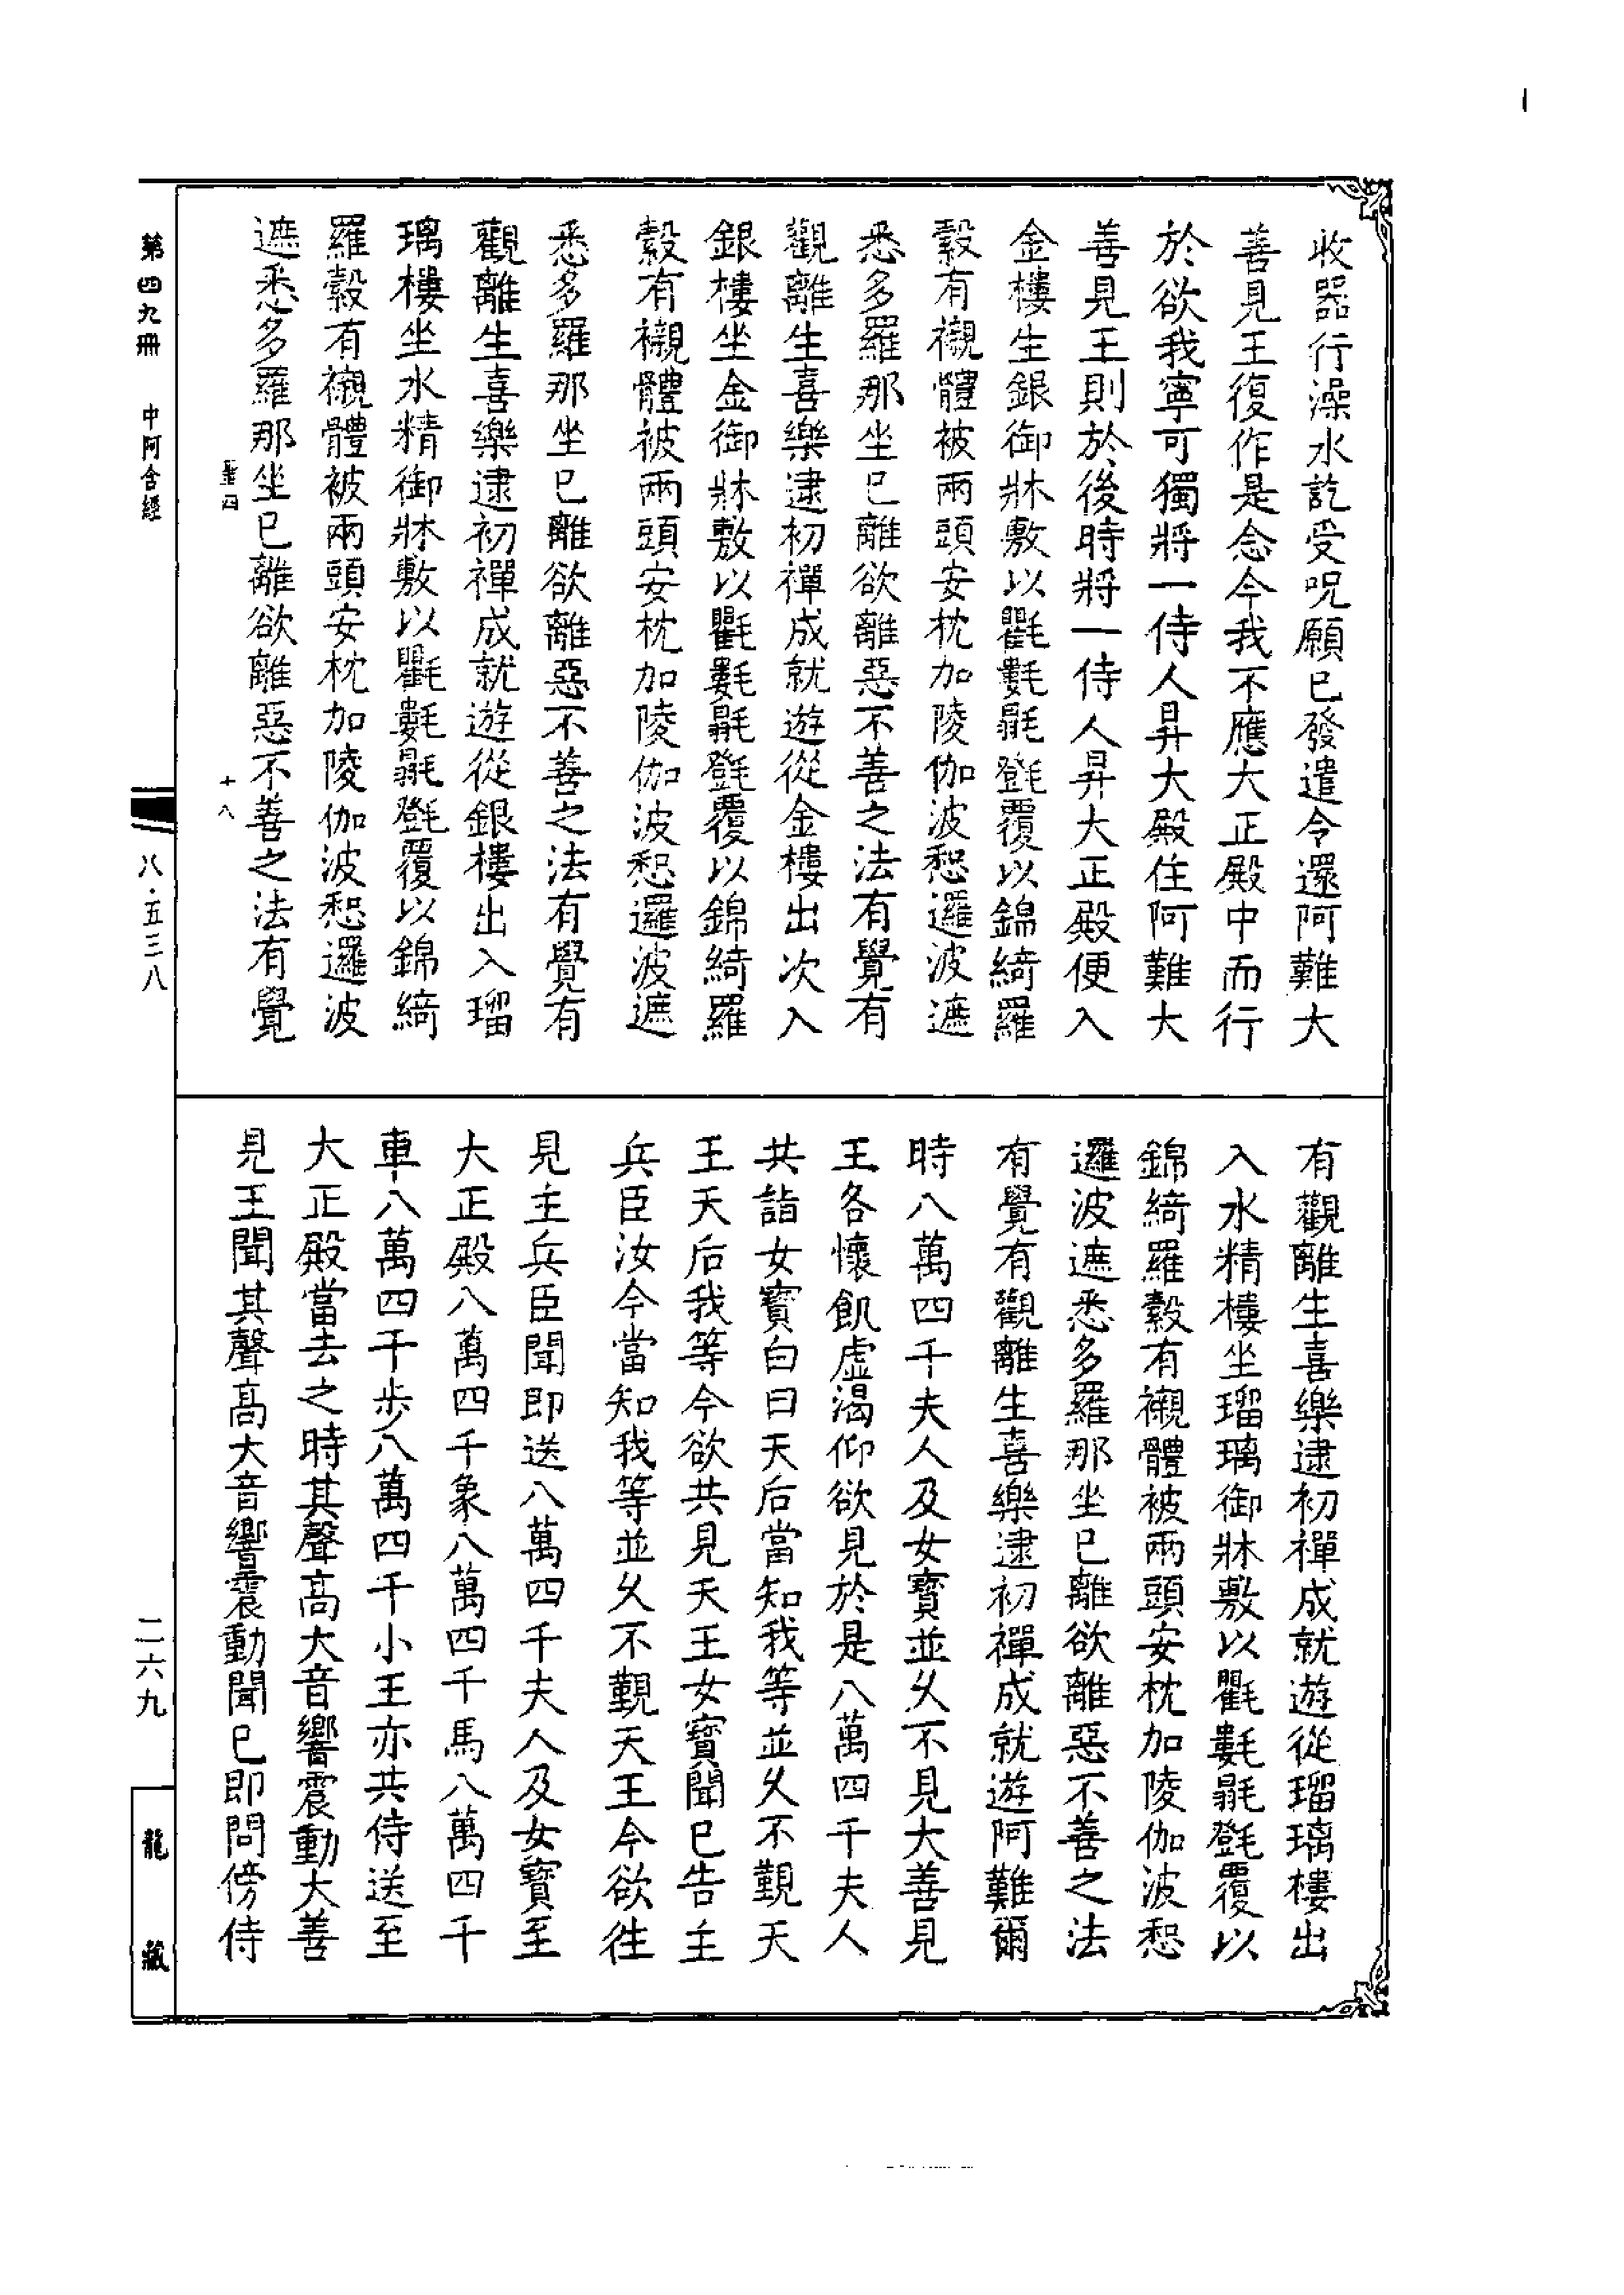 收器行澡水訖受呪願已發遣令還阿難大
善見王復作是念今我不應大正殿中而行
於欲我寧可獨將一侍人昇大殿住阿難大
善見王則於後時將一侍人昇大正殿便入
金樓坐銀御牀敷以氍氀毾㲪覆以錦綺羅
縠有襯體被兩頭安枕加陵伽波惒邏波遮
悉多羅那坐已離欲離惡不善之法有覺有
觀離生喜樂逮初禪成就遊從金樓出次入
銀樓坐金御牀敷以氍氀毾㲪覆以錦綺羅
縠有襯體被兩頭安枕加陵伽波惒邏波遮
悉多羅那坐已離欲離惡不善之法有覺有
觀離生喜樂逮初禪成就遊從銀樓出入瑠
璃樓坐水精御牀敷以氍氀毾㲪覆以錦綺
羅縠有襯體被兩頭安枕加陵伽波惒邏波
遮悉多羅那坐已離欲離惡不善之法有覺
聖四 十八
有觀離生喜樂逮初禪成就遊從瑠璃樓出
入水精樓坐瑠璃御牀敷以氍氀毾㲪覆以
錦綺羅縠有襯體被兩頭安枕加陵伽波惒
邏波遮悉多羅那坐已離欲離惡不善之法
有覺有觀離生喜樂逮初禪成就遊阿難爾
時八萬四千夫人及女寶並久不見大善見
王各懷飢虛渴仰欲見於是八萬四千夫人
共詣女寶白曰天后當知我等並久不覲天
王天后我等今欲共見天王女寶聞已告主
兵臣汝今當知我等並久不覲天王今欲往
見主兵臣聞即送八萬四千夫人及女寶至
大正殿八萬四千象八萬四千馬八萬四千
車八萬四千步八萬四千小王亦共侍送至
大正殿當去之時其聲高大音響震動大善
見王聞其聲高大音響震動聞已即問傍侍
第四九冊 中阿含經
八·五三八
二六九
龍藏